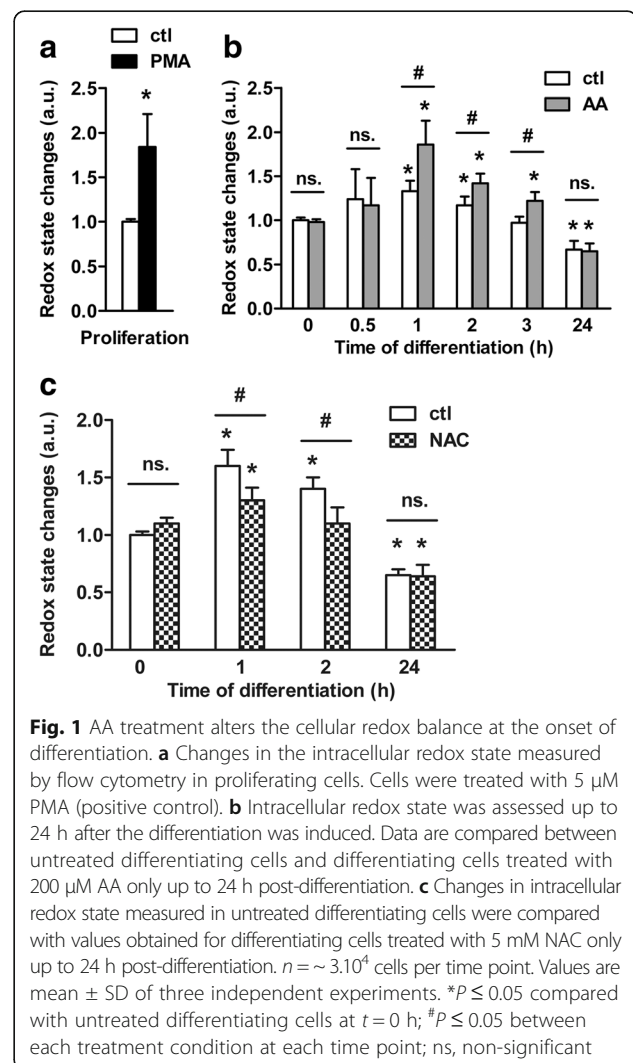 a
ctl
PMA
Redox state changes (a.u.)
2.5
2.0
1.5
1.0
0.5
0.0
*
Proliferation
b
ctl
AA
Redox state changes (a.u.)
2.5
2.0
1.5
1.0
0.5
0.0
ns.
ns.
#
* *
#
* *
#
*
ns.
* *
0 0.5 1 2 3 24
Time of differentiation (h)
c
ctl
NAC
Redox state changes (a.u.)
2.0
1.5
1.0
0.5
0.0
ns.
#
* *
#
*
ns.
* *
0 1 2 24
Time of differentiation (h)
Fig. 1 AA treatment alters the cellular redox balance at the onset of
differentiation. a Changes in the intracellular redox state measured
by flow cytometry in proliferating cells. Cells were treated with 5 μM
PMA (positive control). b Intracellular redox state was assessed up to
24 h after the differentiation was induced. Data are compared between
untreated differentiating cells and differentiating cells treated with
200 μM AA only up to 24 h post-differentiation. c Changes in intracellular
redox state measured in untreated differentiating cells were compared
with values obtained for differentiating cells treated with 5 mM NAC only
up to 24 h post-differentiation. n = ~ 3.10⁴ cells per time point. Values are
mean ± SD of three independent experiments. *P ≤ 0.05 compared
with untreated differentiating cells at t = 0 h; #P ≤ 0.05 between
each treatment condition at each time point; ns, non-significant